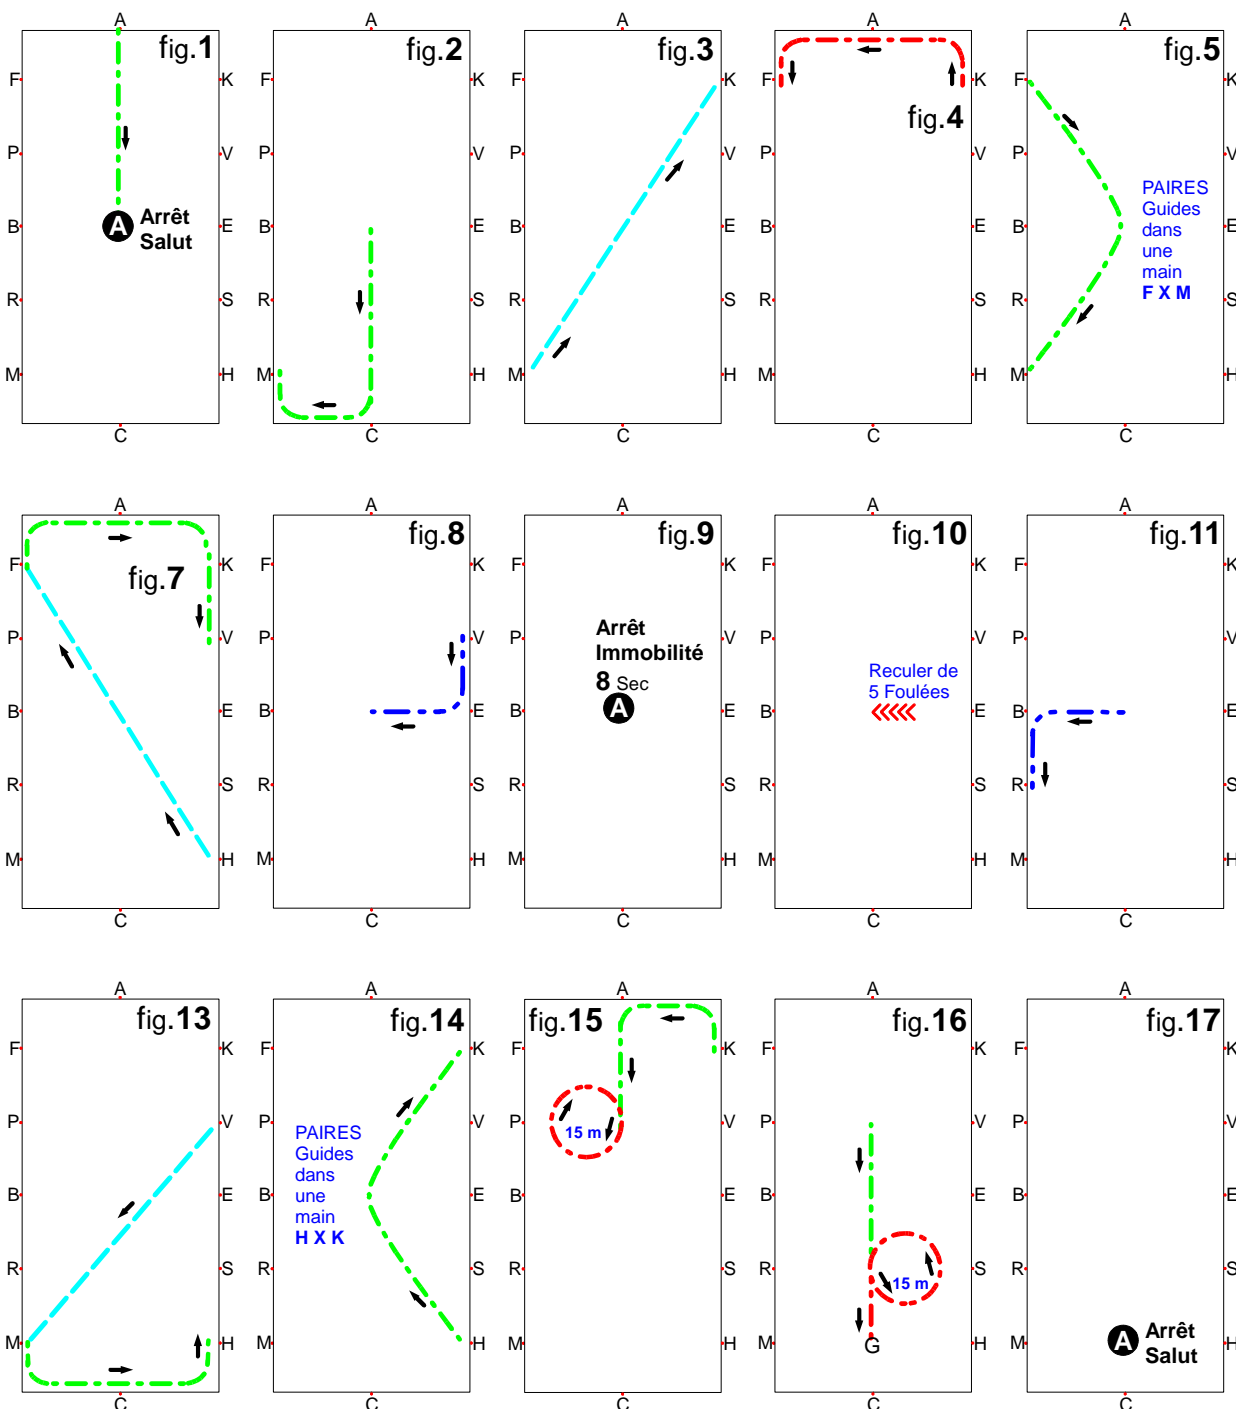 A A A A A
fig.1 fig.2 fig.3 fig.4 fig.5
F K F K F K F K F K
P V P V P V P V P V
PAIRES
Guides
dans
une
main
F X M
B A Arrêt
Salut E B E B E B E B E
R S R S R S R S R S
M H M H M H M H M H
C C C C C
A A A A A
fig.7 fig.8 fig.9 fig.10 fig.11
F K F K F K F K F K
P V P V P V P V P V
Arrêt
Immobilité
8 Sec
A
Reculer de
5 Foulées
B E B E B E B E B E
R S R S R S R S R S
M H M H M H M H M H
C C C C C
A A A A A
fig.13 fig.14 fig.15 fig.16 fig.17
F K F K F K F K F K
P V P V P V P V P V
PAIRES
Guides
dans
une
main
H X K
15 m
B E B E B E B E B E
R S R S R S R S R S
15 m
M H M H M H M G H M H
A Arrêt
Salut
C C C C C